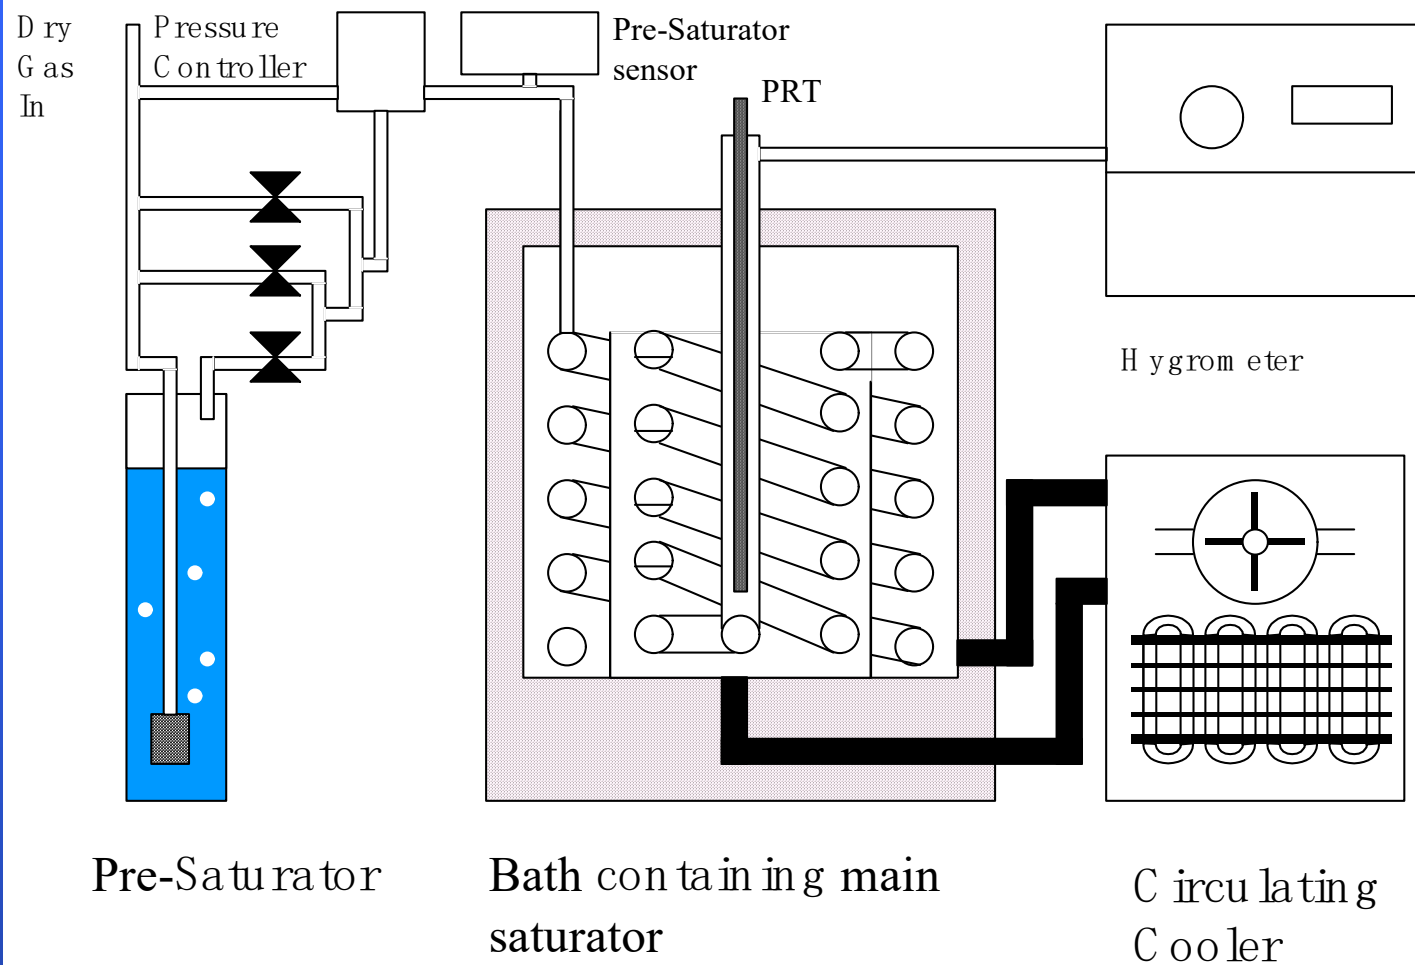 Dry
Gas
In
Pressure
Controller
Pre-Saturator
sensor
PRT
Hygrometer
Pre-Saturator
Bath containing main
saturator
Circulating
Cooler